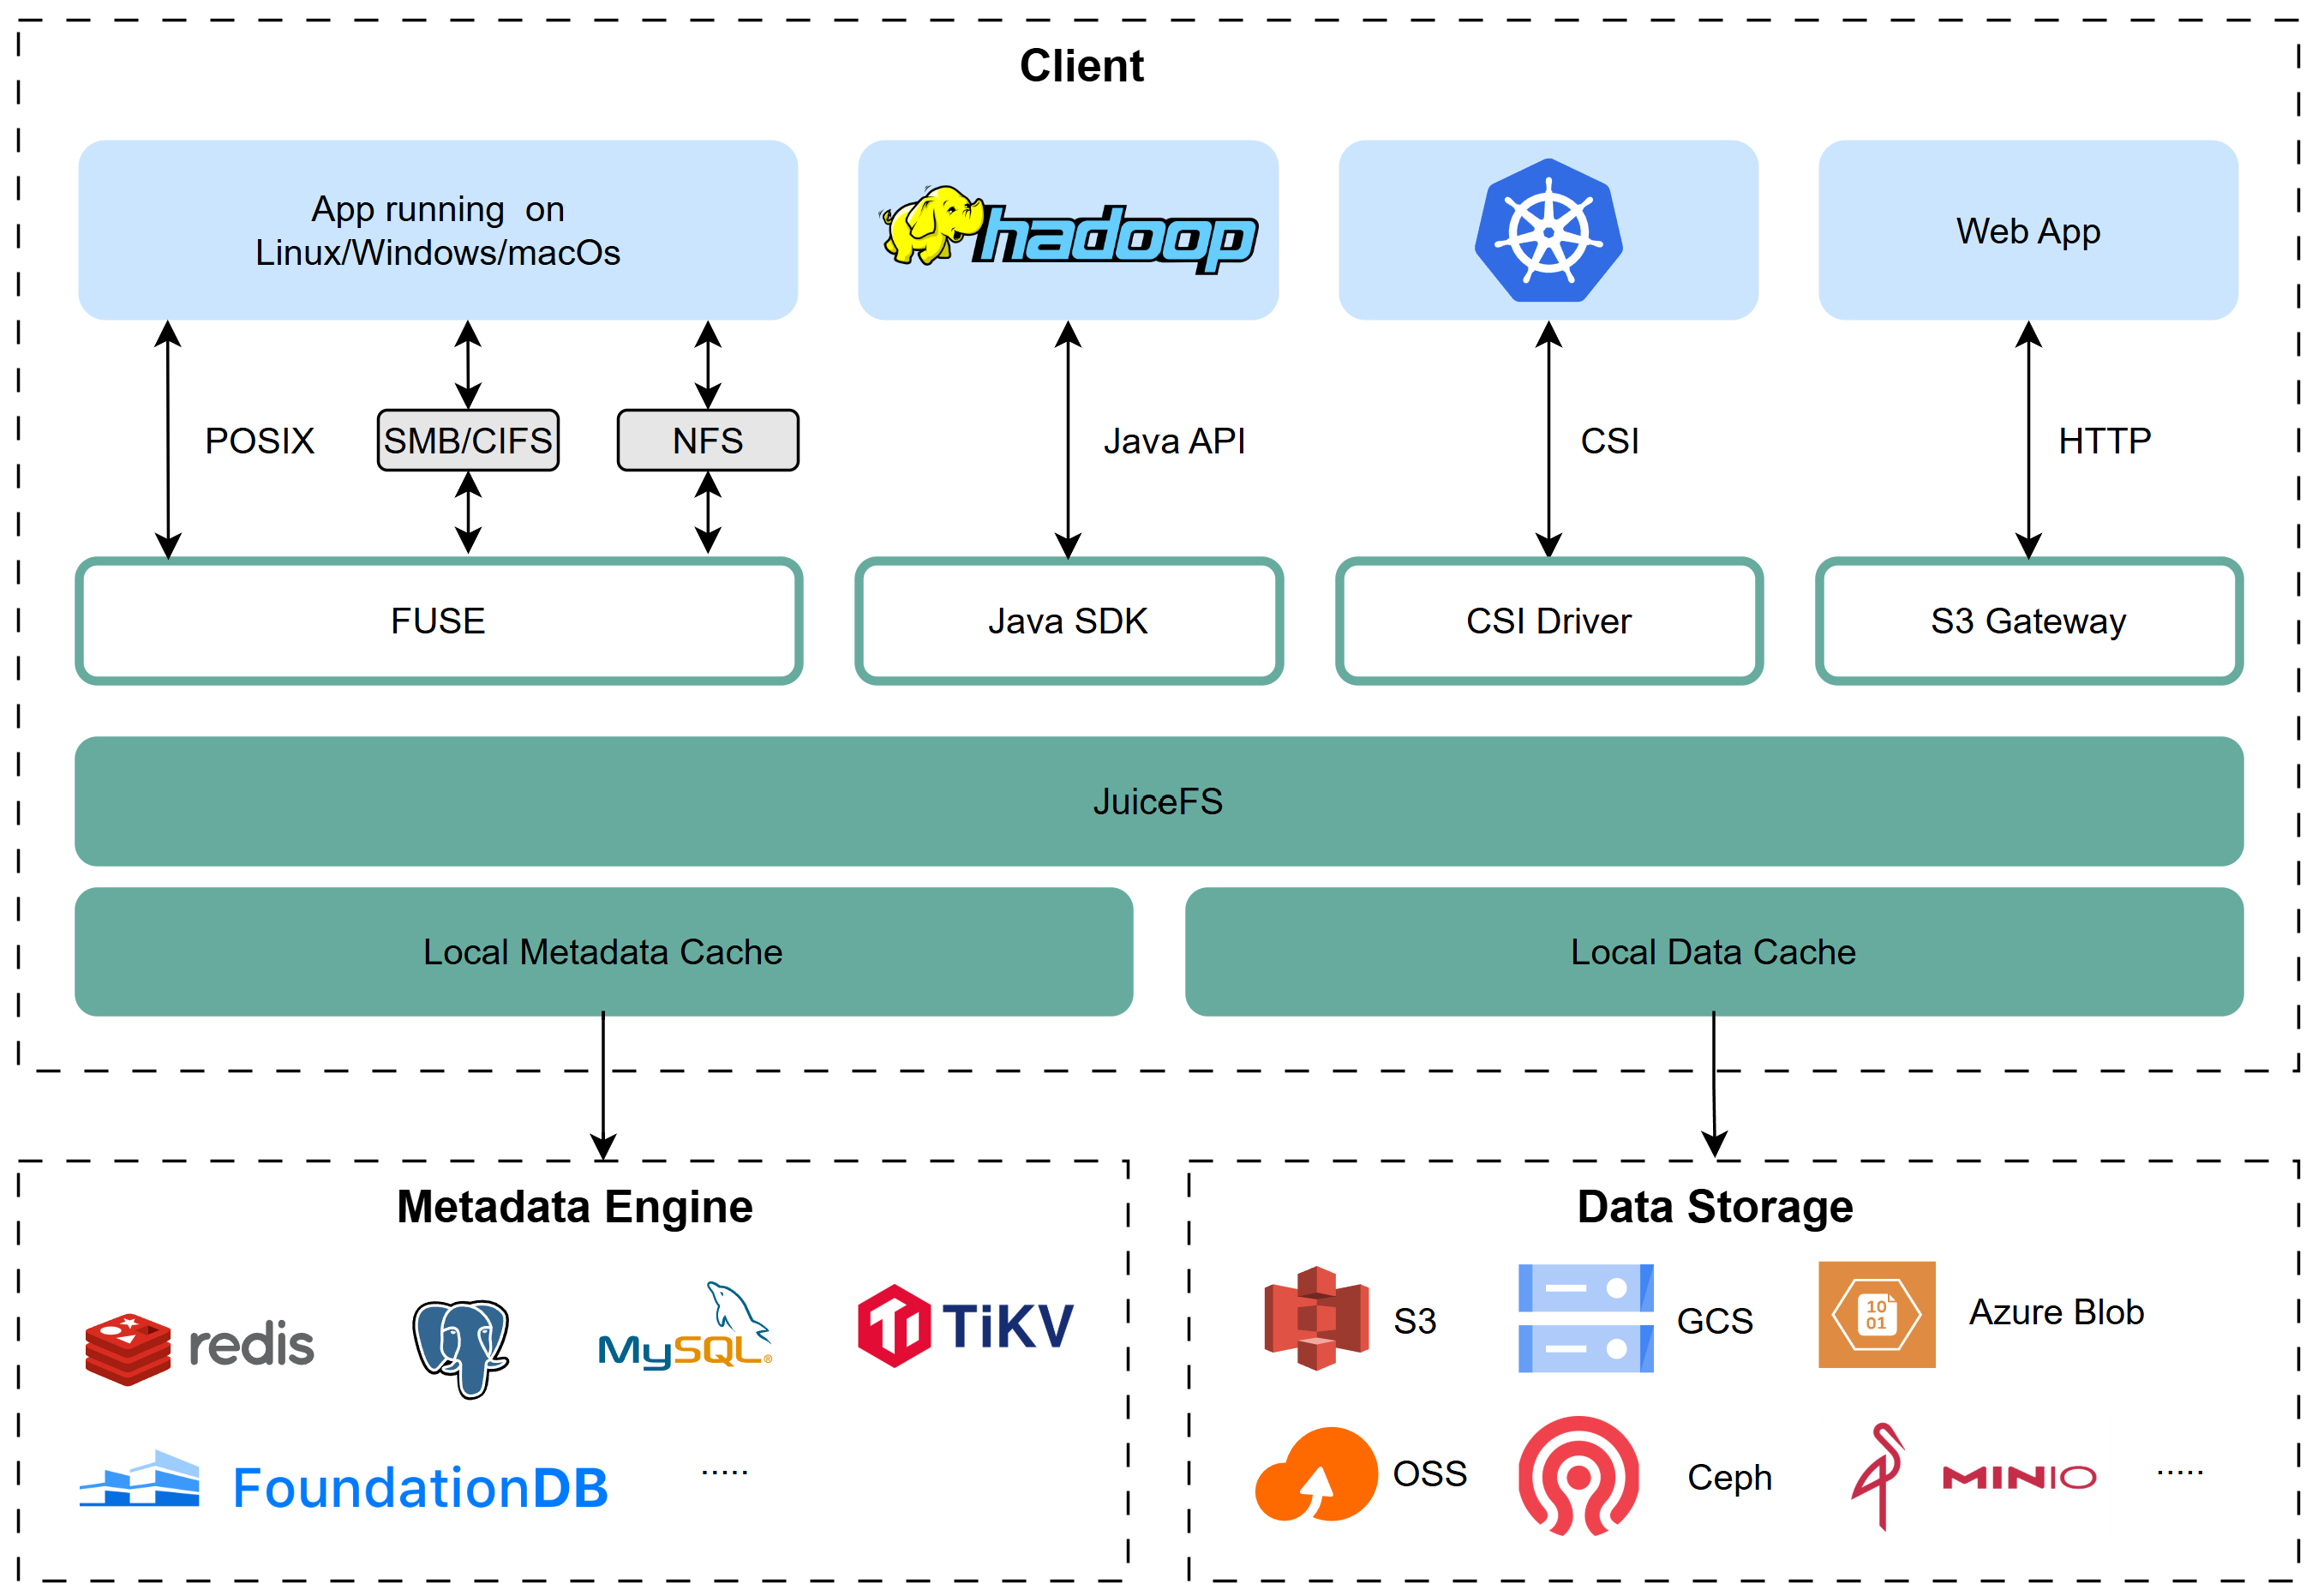 Client
App running  on
Linux/Windows/macOs
hadoop
Web App
POSIX
SMB/CIFS
NFS
Java API
CSI
HTTP
FUSE
Java SDK
CSI Driver
S3 Gateway
JuiceFS
Local Metadata Cache
Local Data Cache
Metadata Engine
redis
MySQL®
TiKV
FoundationDB
.....
Data Storage
S3
GCS
10
01
Azure Blob
OSS
Ceph
MINIO
.....